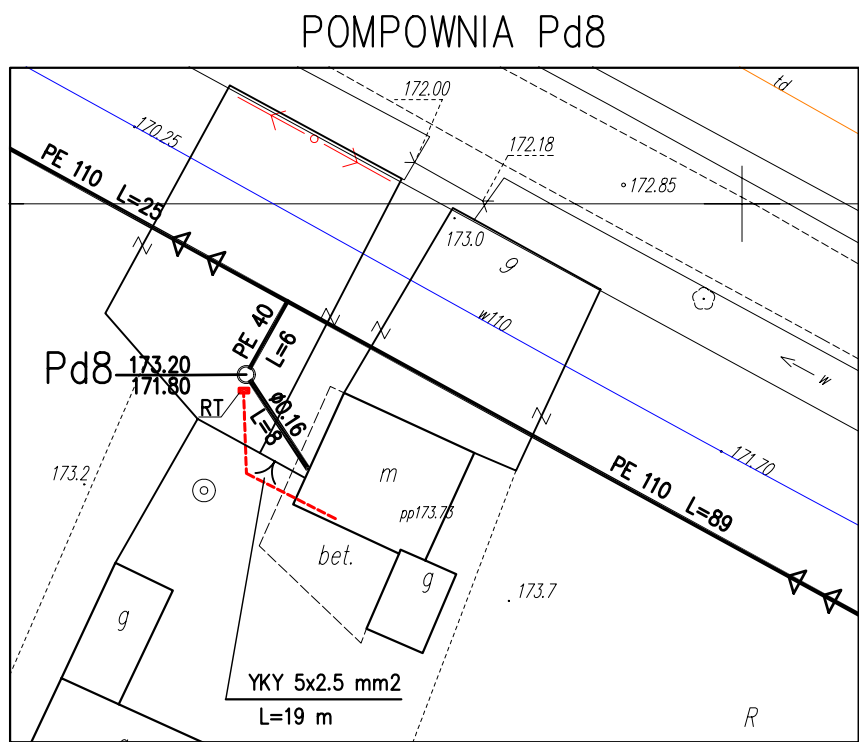 POMPOWNIA Pd8
td
172.00
170.25
172.18
PE 110 L=25
172.85
173.0
g
w110
PE 40
L=6
Pd8
173.20
171.80
w
RT
ø0.16
L=8
171.70
173.2
m
PE 110 L=89
pp173.73
bet.
g
173.7
g
YKY 5x2.5 mm2
L=19 m
R